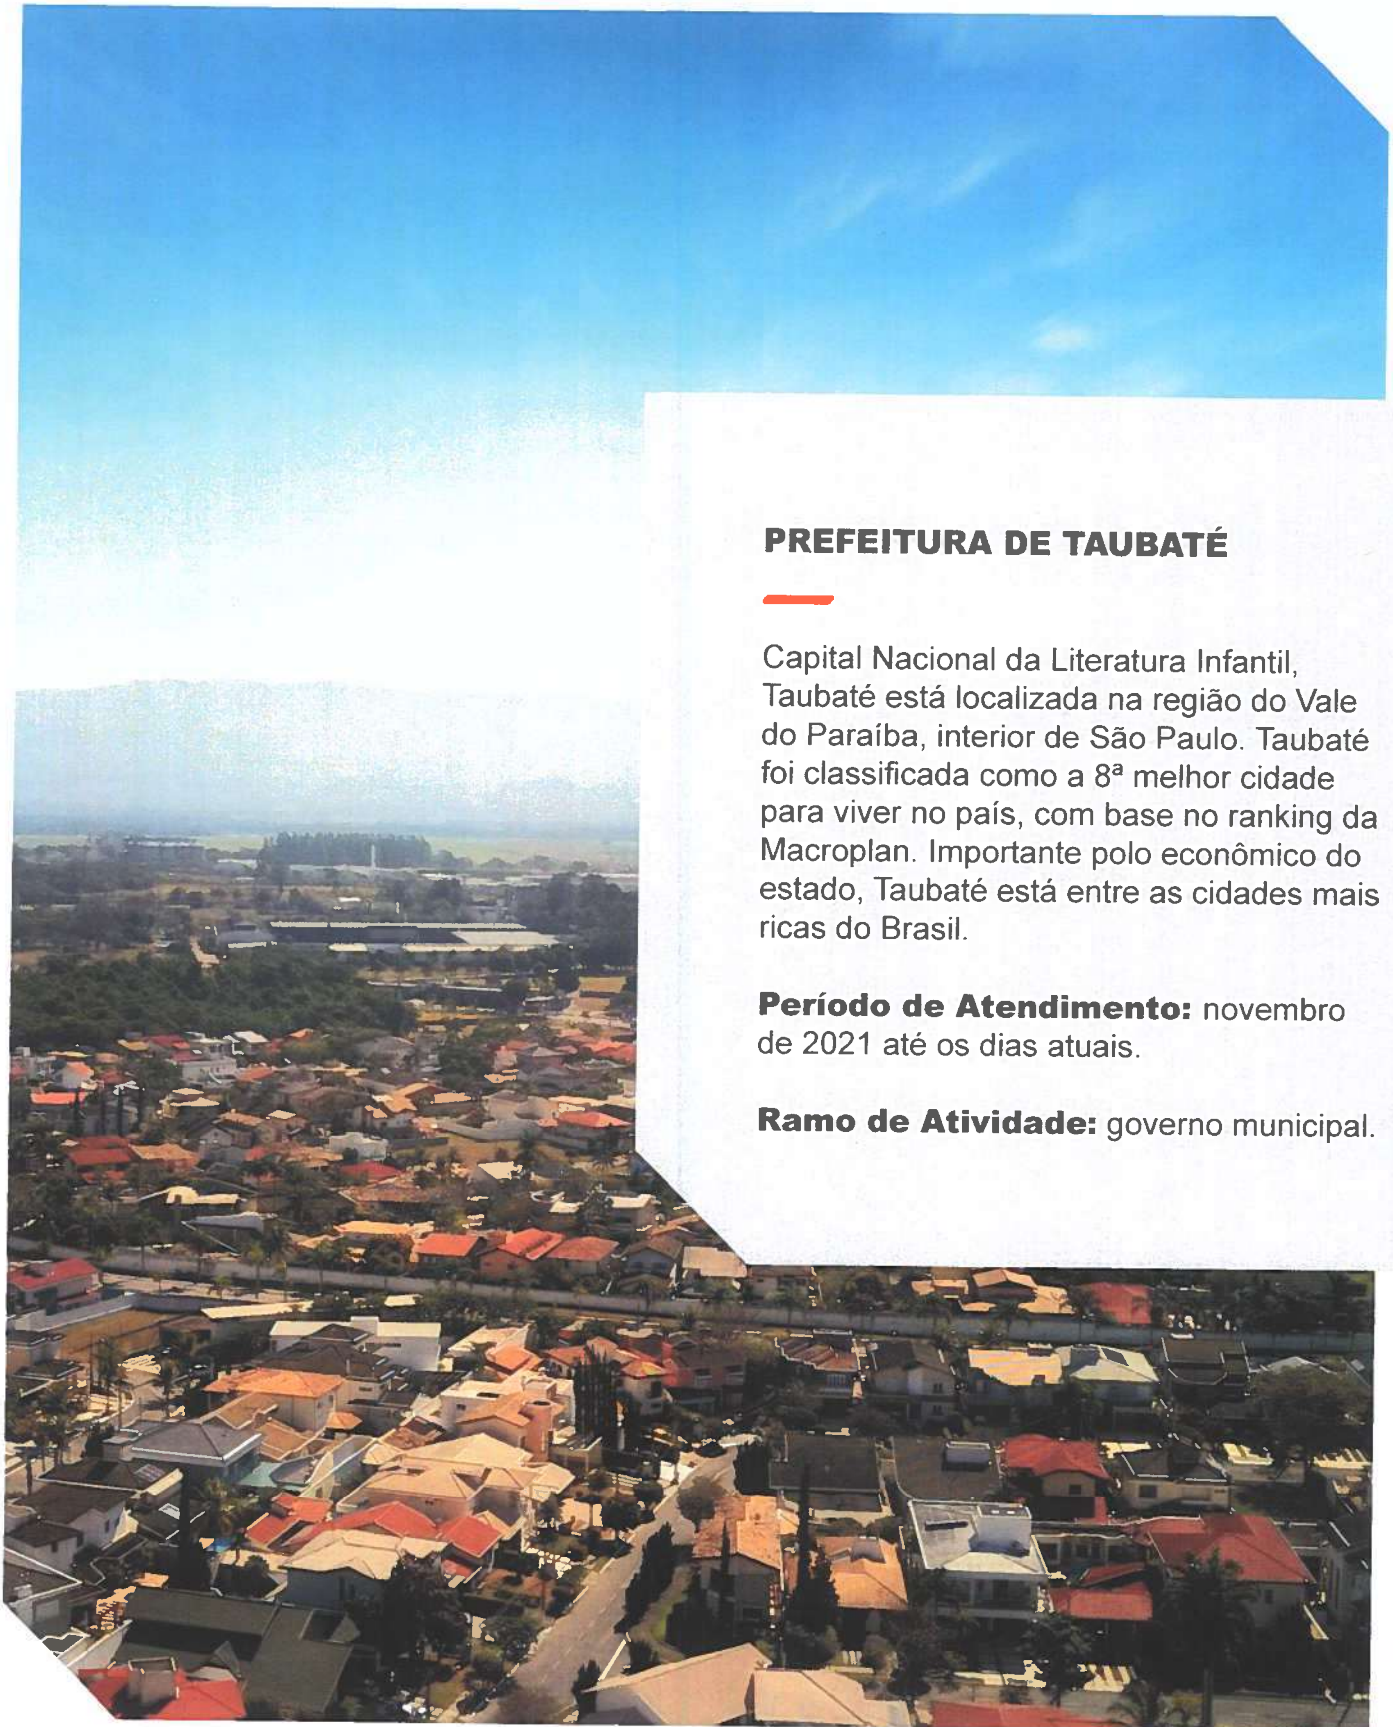 PREFEITURA DE TAUBATÉ
Capital Nacional da Literatura Infantil,
Taubaté está localizada na região do Vale
do Paraíba, interior de São Paulo. Taubaté
foi classificada como a 8ª melhor cidade
para viver no país, com base no ranking da
Macroplan. Importante polo econômico do
estado, Taubaté está entre as cidades mais
ricas do Brasil.
Período de Atendimento: novembro
de 2021 até os dias atuais.
Ramo de Atividade: governo municipal.